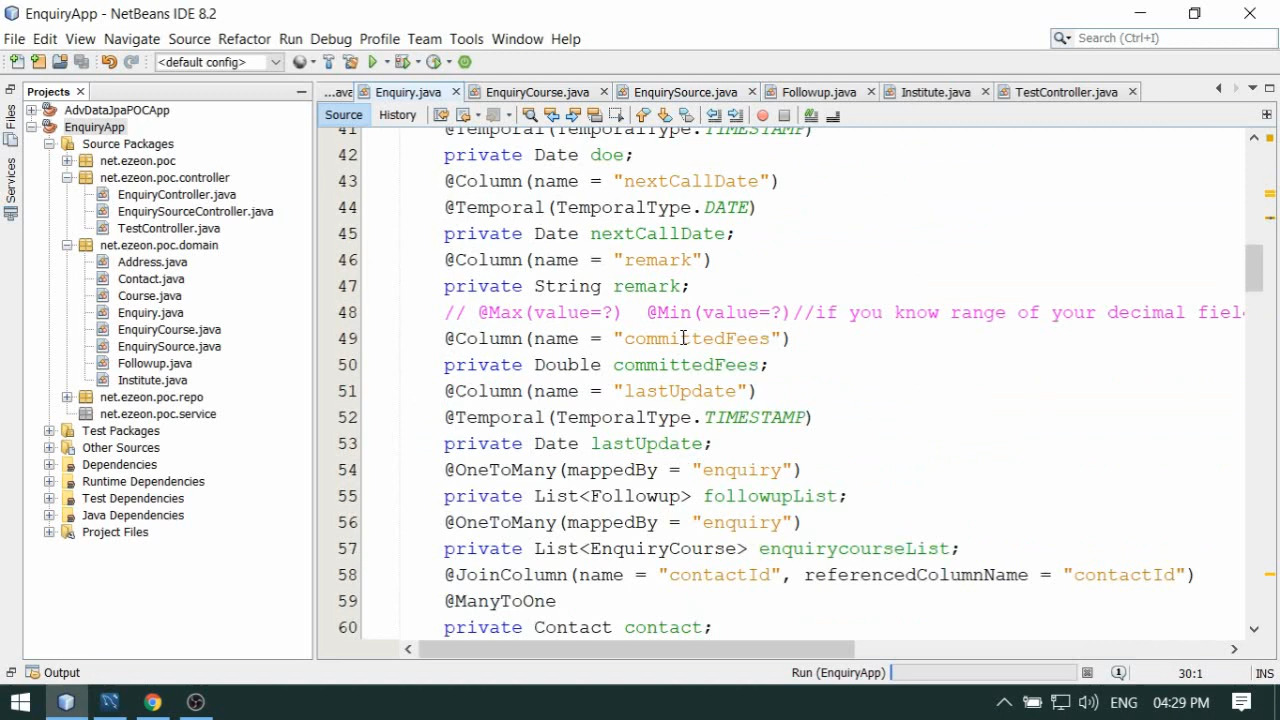 EnquiryApp - NetBeans IDE 8.2
File Edit View Navigate Source Refactor Run Debug Profile Team Tools Window Help
Search (Ctrl+I)
<default config>
Projects
...ava Enquiry.java EnquiryCourse.java EnquirySource.java Followup.java Institute.java TestController.java
Files
Services
AdvDataJpaPOCApp
EnquiryApp
Source Packages
net.ezeon.poc
net.ezeon.poc.controller
EnquiryController.java
EnquirySourceController.java
TestController.java
net.ezeon.poc.domain
Address.java
Contact.java
Course.java
Enquiry.java
EnquiryCourse.java
EnquirySource.java
Followup.java
Institute.java
net.ezeon.poc.repo
net.ezeon.poc.service
Test Packages
Other Sources
Dependencies
Runtime Dependencies
Test Dependencies
Java Dependencies
Project Files
Source History
41 @Temporal(TemporalType.TIMESTAMP)
42 private Date doe;
43 @Column(name = "nextCallDate")
44 @Temporal(TemporalType.DATE)
45 private Date nextCallDate;
46 @Column(name = "remark")
47 private String remark;
48 // @Max(value=?)  @Min(value=?)//if you know range of your decimal fiel
49 @Column(name = "committedFees")
50 private Double committedFees;
51 @Column(name = "lastUpdate")
52 @Temporal(TemporalType.TIMESTAMP)
53 private Date lastUpdate;
54 @OneToMany(mappedBy = "enquiry")
55 private List<Followup> followupList;
56 @OneToMany(mappedBy = "enquiry")
57 private List<EnquiryCourse> enquirycourseList;
58 @JoinColumn(name = "contactId", referencedColumnName = "contactId")
59 @ManyToOne
60 private Contact contact;
Output
Run (EnquiryApp)
1
30:1
INS
ENG
04:29 PM